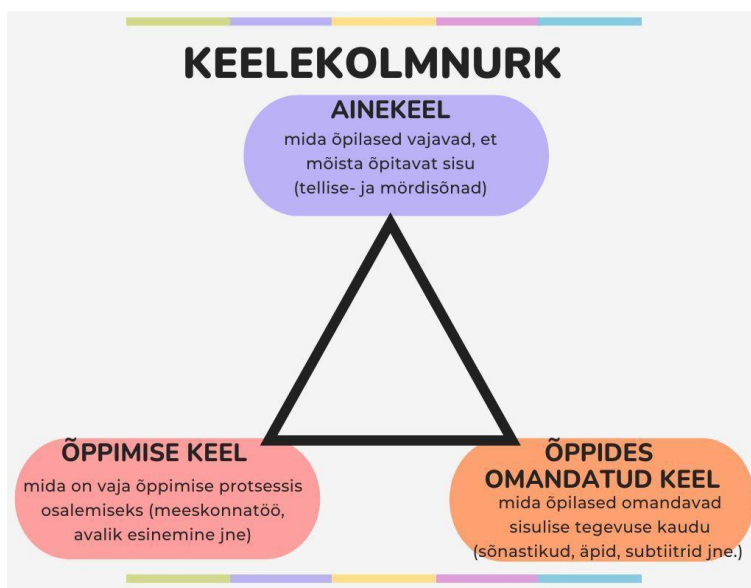 KEELEKOLMNURK
AINEKEEL
mida õpilased vajavad, et
mõista õpitavat sisu
(tellise- ja mördisõnad)
ÕPPIMISE KEEL
mida on vaja õppimise protsessis
osalemiseks (meeskonnatöö,
avalik esinemine jne)
ÕPPIDES
OMANDATUD KEEL
mida õpilased omandavad
sisulise tegevuse kaudu
(sõnastikud, äpid, subtiitrid jne.)